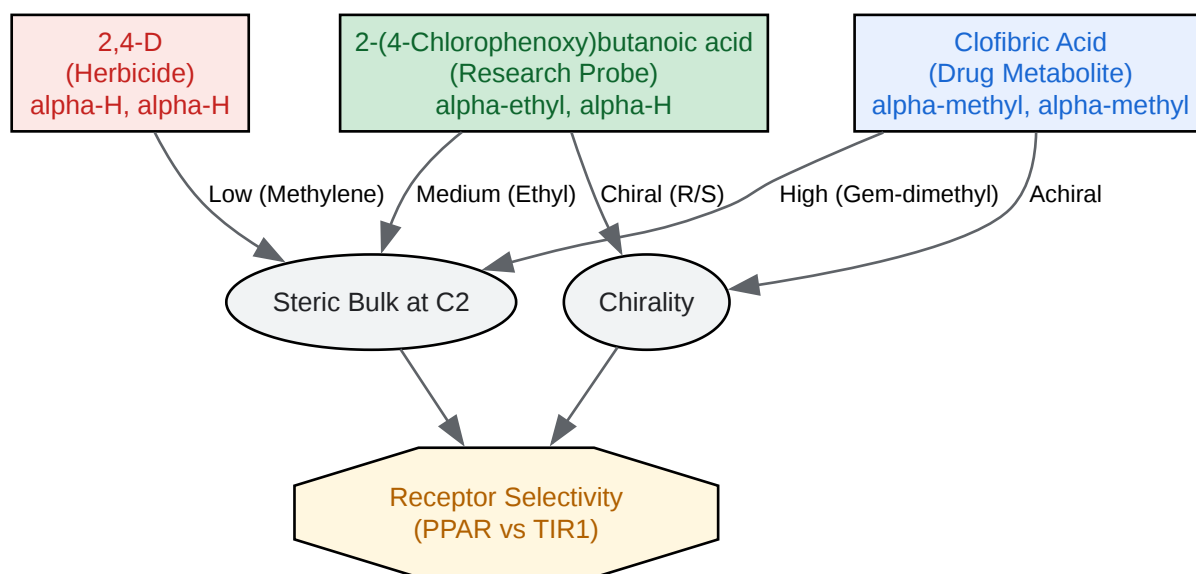 2,4-D
(Herbicide)
alpha-H, alpha-H
2-(4-Chlorophenoxy)butanoic acid
(Research Probe)
alpha-ethyl, alpha-H
Clofibric Acid
(Drug Metabolite)
alpha-methyl, alpha-methyl
Low (Methylene)
Medium (Ethyl)
Chiral (R/S)
High (Gem-dimethyl)
Achiral
Steric Bulk at C2
Chirality
Receptor Selectivity
(PPAR vs TIR1)